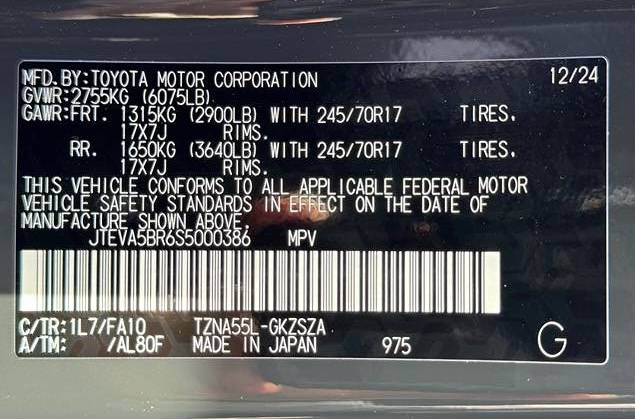 MFD.BY:TOYOTA MOTOR CORPORATION 12/24
GVWR:2755KG (6075LB)
GAWR:FRT. 1315KG (2900LB) WITH 245/70R17 TIRES.
17X7J RIMS.
RR. 1650KG (3640LB) WITH 245/70R17 TIRES.
17X7J RIMS.
THIS VEHICLE CONFORMS TO ALL APPLICABLE FEDERAL MOTOR
VEHICLE SAFETY STANDARDS IN EFFECT ON THE DATE OF
MANUFACTURE SHOWN ABOVE.
JTEVA5BR6S5000386 MPV
C/TR:1L7/FA10 TZNA55L-GKZSZA
A/TM: /AL80F MADE IN JAPAN 975 G